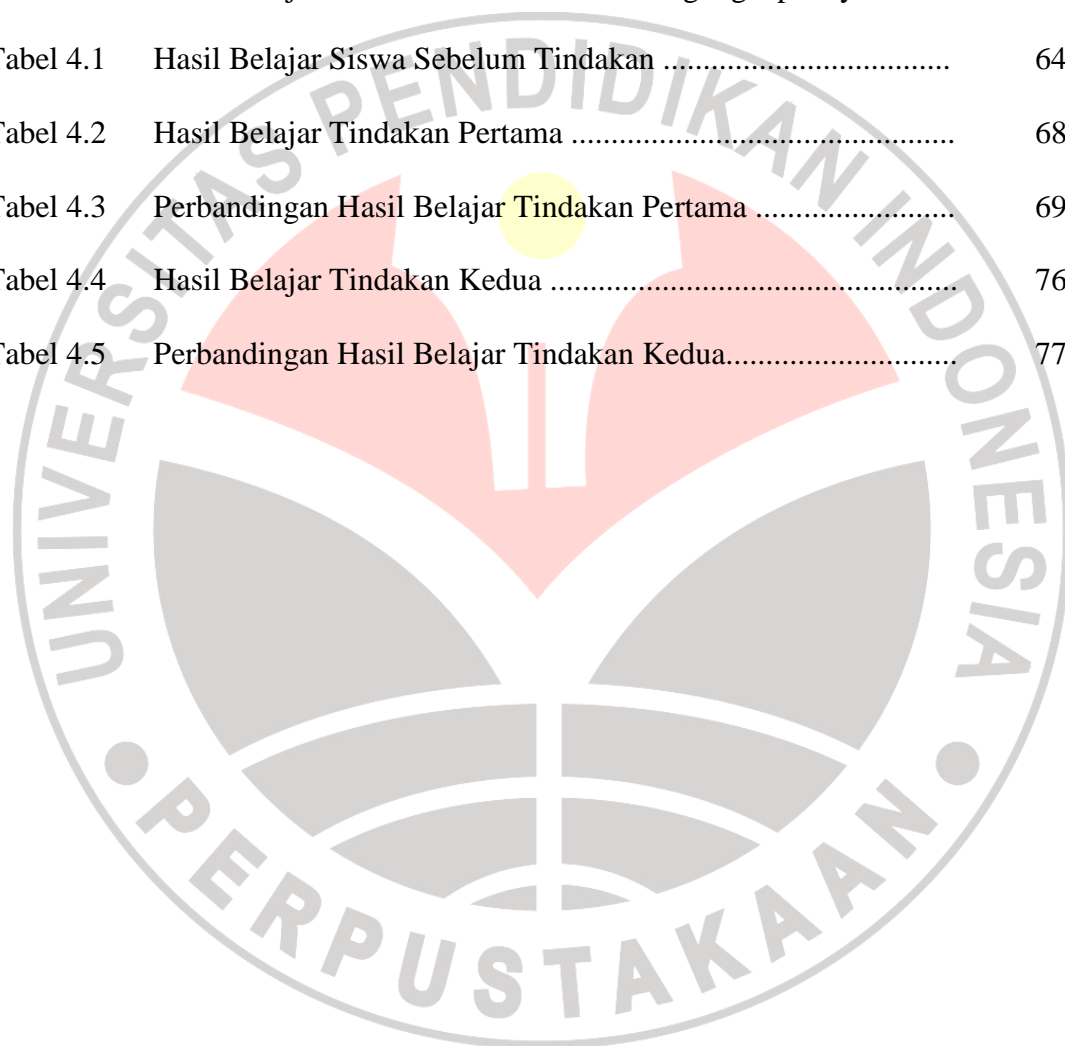 Tabel 4.1 Hasil Belajar Siswa Sebelum Tindakan ................................. 64
Tabel 4.2 Hasil Belajar Tindakan Pertama ............................................ 68
Tabel 4.3 Perbandingan Hasil Belajar Tindakan Pertama ....................... 69
Tabel 4.4 Hasil Belajar Tindakan Kedua ............................................... 76
Tabel 4.5 Perbandingan Hasil Belajar Tindakan Kedua........................... 77
UNIVERSITAS PENDIDIKAN INDONESIA
PERPUSTAKAAN